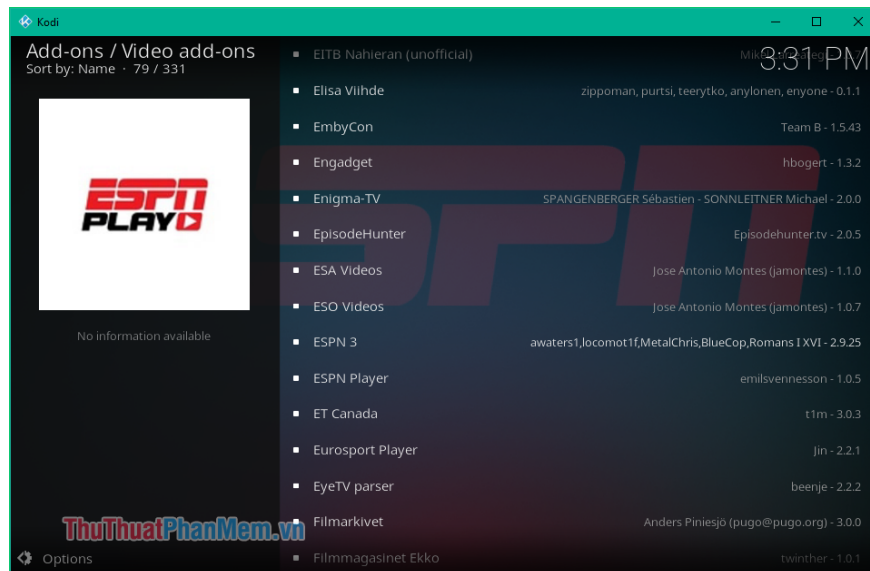 Kodi
Add-ons / Video add-ons
Sort by: Name · 79 / 331
3:31 PM
ESPN
PLAY
No information available
EITB Nahieran (unofficial)
Elisa Viihde zippoman, purtsi, teerytko, anylonen, enyone - 0.1.1
EmbyCon Team B - 1.5.43
Engadget hbogert - 1.3.2
Enigma-TV SPANGENBERGER Sébastien - SONNLEITNER Michael - 2.0.0
EpisodeHunter Episodehunter.tv - 2.0.5
ESA Videos Jose Antonio Montes (jamontes) - 1.1.0
ESO Videos Jose Antonio Montes (jamontes) - 1.0.7
ESPN 3 awaters1,locomot1f,MetalChris,BlueCop,Romans I XVI - 2.9.25
ESPN Player emilsvennesson - 1.0.5
ET Canada t1m - 3.0.3
Eurosport Player Jin - 2.2.1
EyeTV parser beenje - 2.2.2
Filmarkivet Anders Piniesjö (pugo@pugo.org) - 3.0.0
Filmmagasinet Ekko twinther - 1.0.1
ESPN
ThuThuatPhanMem.vn
Options